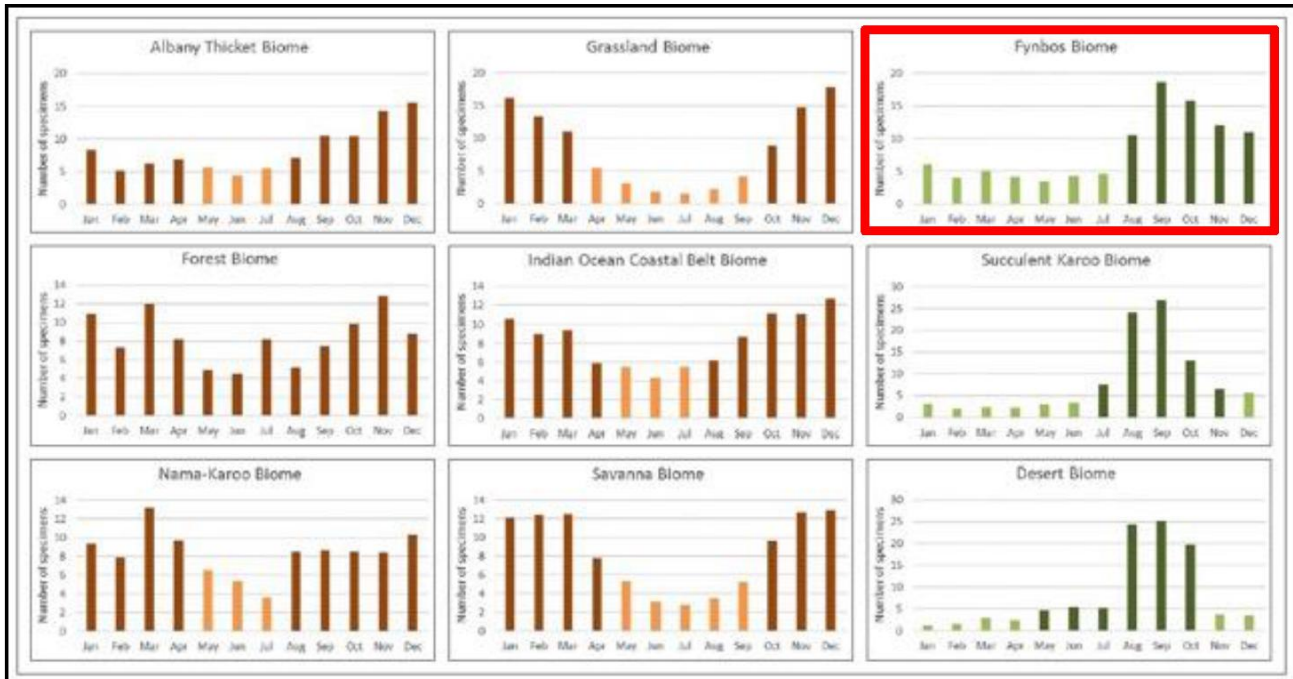 Albany Thicket Biome
Number of specimens
20
15
10
5
0
Jan Feb Mar Apr May Jun Jul Aug Sep Oct Nov Dec
Grassland Biome
Number of specimens
20
15
10
5
0
Jan Feb Mar Apr May Jun Jul Aug Sep Oct Nov Dec
Fynbos Biome
Number of specimens
20
15
10
5
0
Jan Feb Mar Apr May Jun Jul Aug Sep Oct Nov Dec
Forest Biome
Number of specimens
14
12
10
8
6
4
2
0
Jan Feb Mar Apr May Jun Jul Aug Sep Oct Nov Dec
Indian Ocean Coastal Belt Biome
Number of specimens
14
12
10
8
6
4
2
0
Jan Feb Mar Apr May Jun Jul Aug Sep Oct Nov Dec
Succulent Karoo Biome
Number of specimens
30
25
20
15
10
5
0
Jan Feb Mar Apr May Jun Jul Aug Sep Oct Nov Dec
Nama-Karoo Biome
Number of specimens
14
12
10
8
6
4
2
0
Jan Feb Mar Apr May Jun Jul Aug Sep Oct Nov Dec
Savanna Biome
Number of specimens
14
12
10
8
6
4
2
0
Jan Feb Mar Apr May Jun Jul Aug Sep Oct Nov Dec
Desert Biome
Number of specimens
30
25
20
15
10
5
0
Jan Feb Mar Apr May Jun Jul Aug Sep Oct Nov Dec